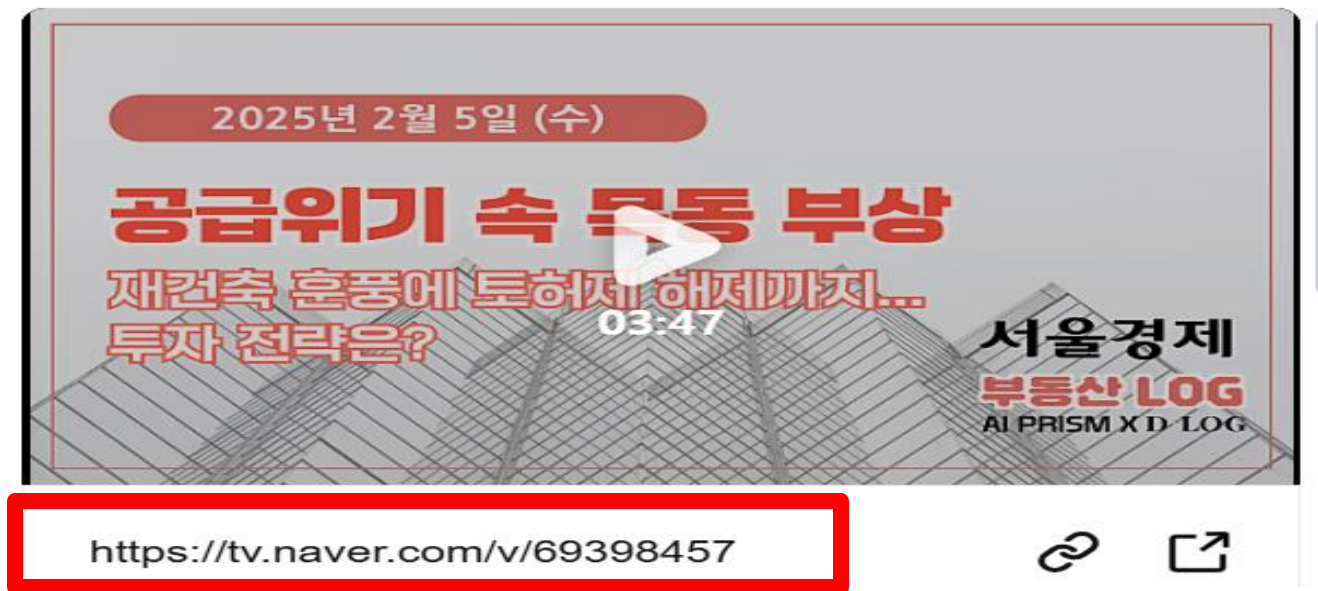 2025년 2월 5일 (수)
공급위기 속 목동 부상
재건축 훈풍에 토허제 해제까지...
투자 전략은?
03:47
서울경제
부동산 LOG
AI PRISM X D LOG
https://tv.naver.com/v/69398457